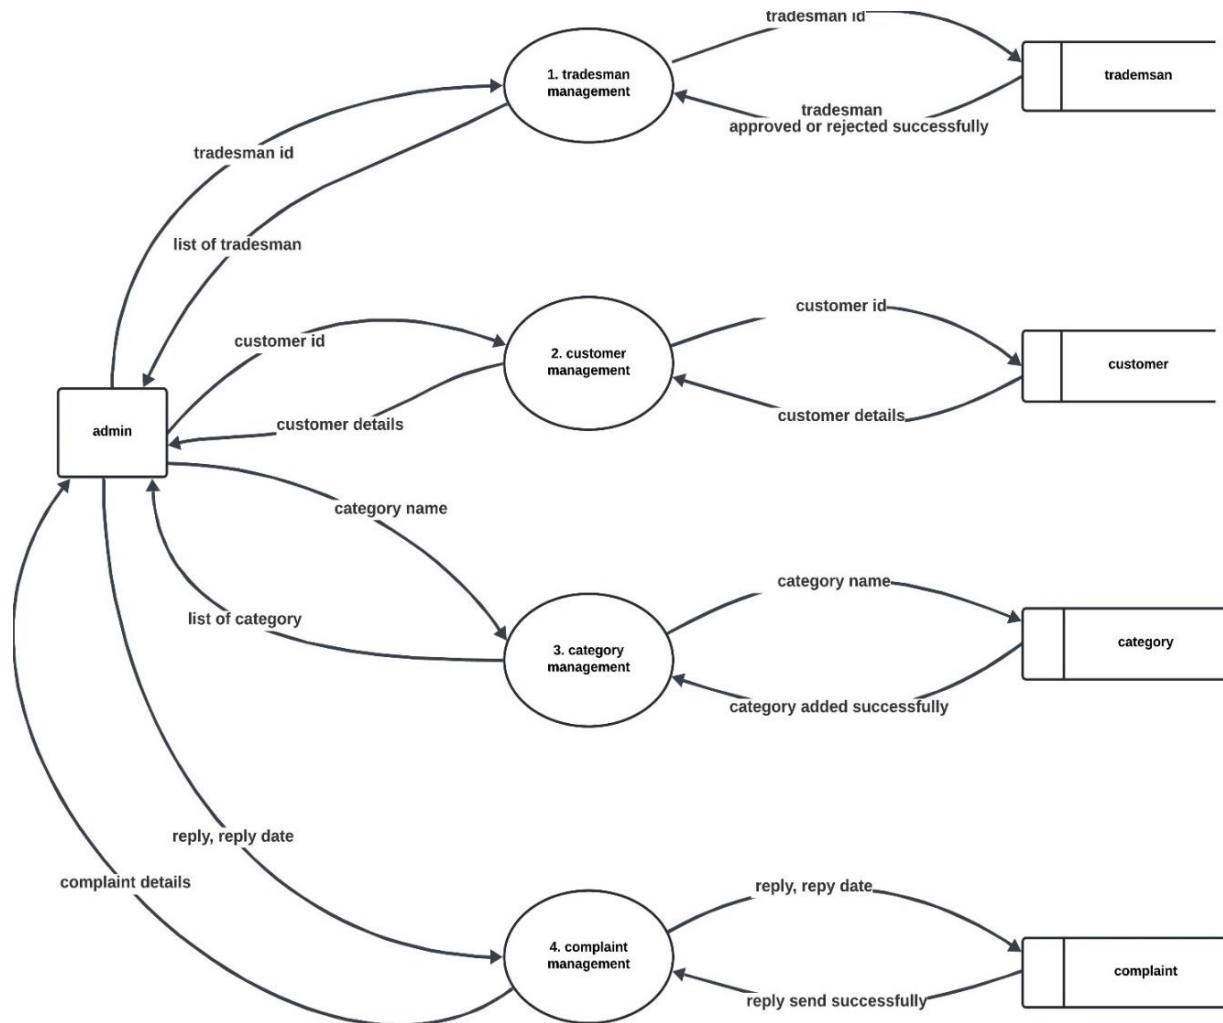 tradesman id
1. tradesman
management
trademsan
tradesman
approved or rejected successfully
tradesman id
list of tradesman
customer id
customer id
2. customer
management
customer
customer details
customer details
admin
category name
category name
list of category
3. category
management
category
category added successfully
reply, reply date
complaint details
reply, repy date
4. complaint
management
complaint
reply send successfully